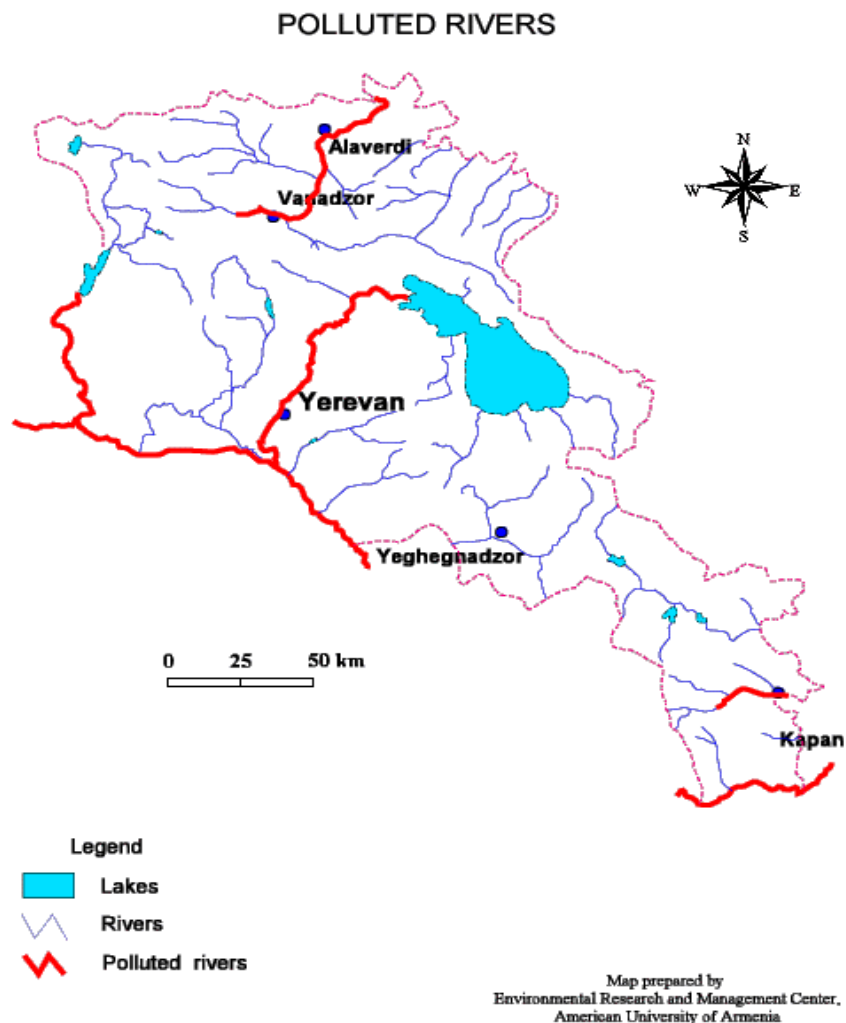 POLLUTED RIVERS
Alaverdi
N
W
E
S
Vanadzor
Yerevan
Yeghegnadzor
0 25 50 km
Kapan
Legend
Lakes
Rivers
Polluted rivers
Map prepared by
Environmental Research and Management Center,
American University of Armenia